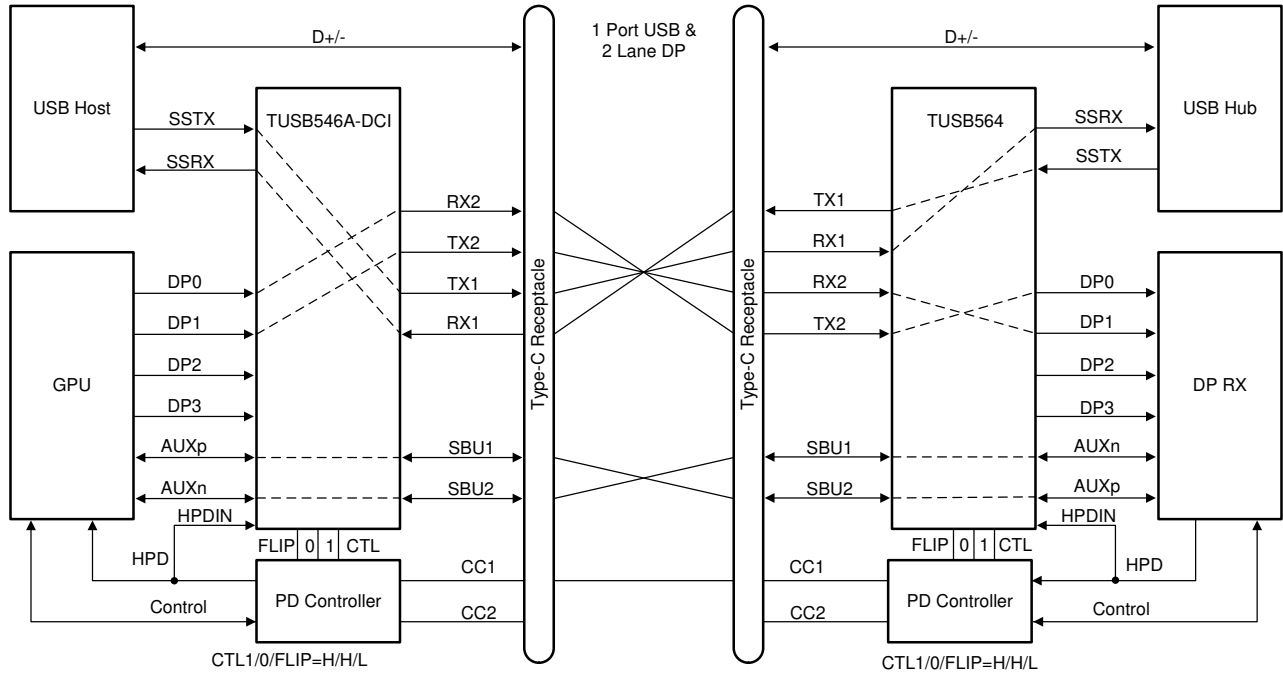 D+/-
1 Port USB &
2 Lane DP
D+/-
USB Host
SSTX
SSRX
TUSB546A-DCI
RX2
TX2
TX1
RX1
GPU
DP0
DP1
DP2
DP3
AUXp
AUXn
SBU1
SBU2
HPDIN
HPD
Control
FLIP 0 1 CTL
PD Controller
CC1
CC2
CTL1/0/FLIP=H/H/L
Type-C Receptacle
Type-C Receptacle
TX1
RX1
RX2
TX2
SBU1
SBU2
CC1
CC2
TUSB564
SSRX
SSTX
USB Hub
DP0
DP1
DP2
DP3
AUXn
AUXp
DP RX
HPDIN
HPD
Control
FLIP 0 1 CTL
PD Controller
CTL1/0/FLIP=H/H/L